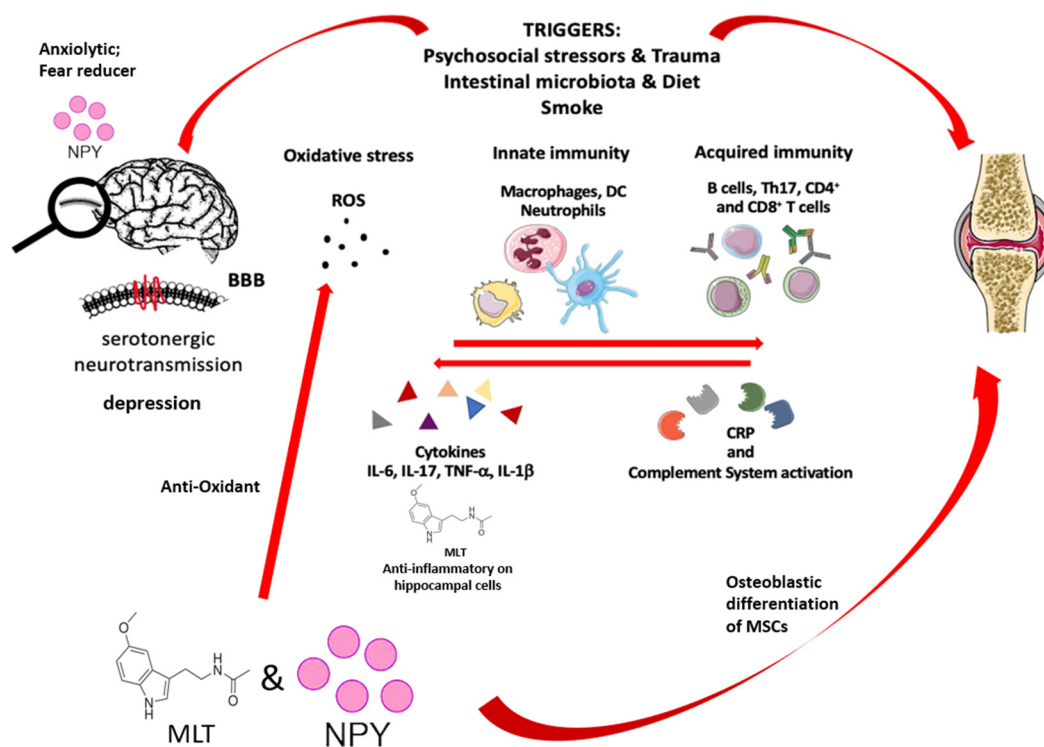 TRIGGERS:
Psychosocial stressors & Trauma
Intestinal microbiota & Diet
Smoke
Anxiolytic;
Fear reducer
NPY
BBB
serotonergic
neurotransmission
depression
Oxidative stress
ROS
Innate immunity
Macrophages, DC
Neutrophils
Acquired immunity
B cells, Th17, CD4⁺
and CD8⁺ T cells
Cytokines
IL-6, IL-17, TNF-α, IL-1β
O
N
H
H
N
O
MLT
Anti-inflammatory on
hippocampal cells
CRP
and
Complement System activation
Anti-Oxidant
Osteoblastic
differentiation
of MSCs
O
N
H
H
N
O
MLT
&
NPY